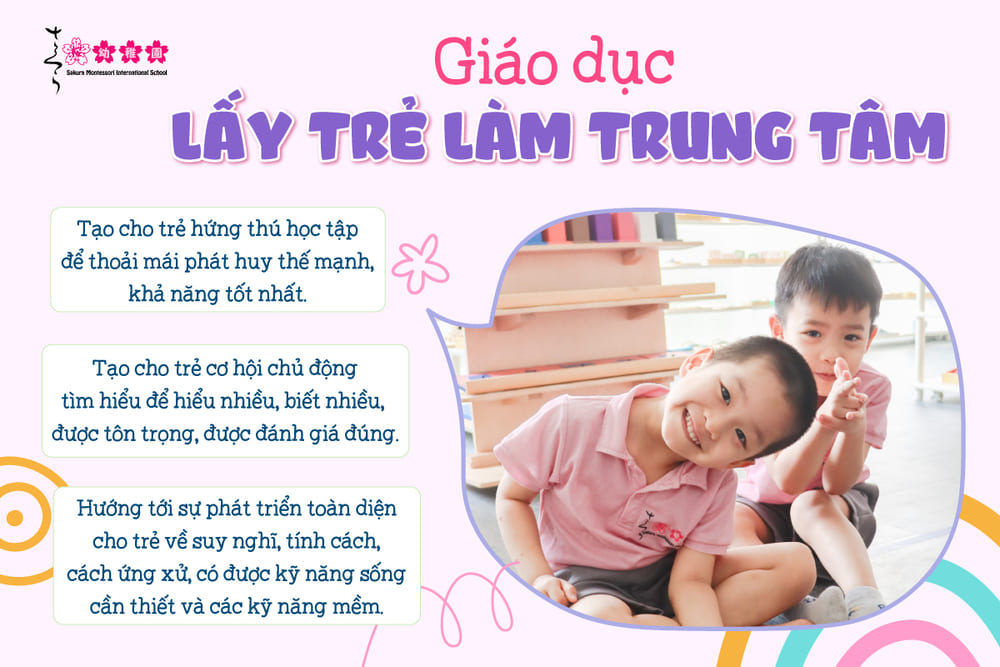 幼稚園
Sakura Montessori International School
Giáo dục
LẤY TRẺ LÀM TRUNG TÂM
Tạo cho trẻ hứng thú học tập
để thoải mái phát huy thế mạnh,
khả năng tốt nhất.
Tạo cho trẻ cơ hội chủ động
tìm hiểu để hiểu nhiều, biết nhiều,
được tôn trọng, được đánh giá đúng.
Hướng tới sự phát triển toàn diện
cho trẻ về suy nghĩ, tính cách,
cách ứng xử, có được kỹ năng sống
cần thiết và các kỹ năng mềm.